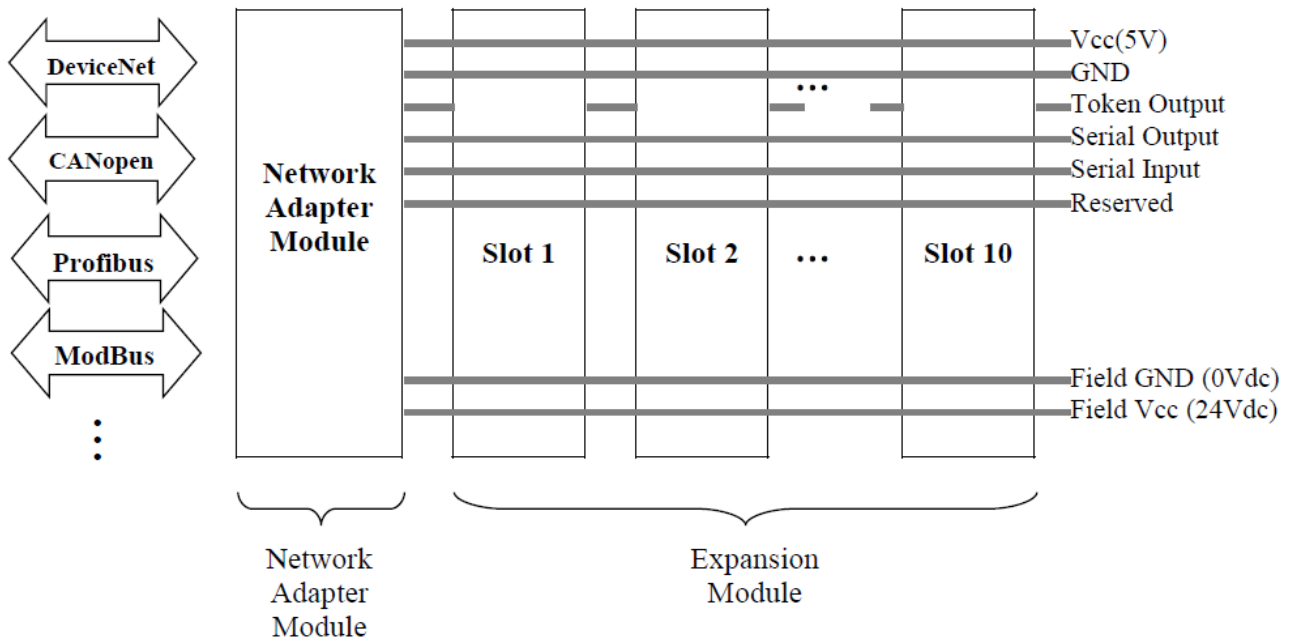 DeviceNet
CANopen
Profibus
ModBus
⋮
Network
Adapter
Module
Slot 1
Slot 2
...
...
Slot 10
Vcc(5V)
GND
Token Output
Serial Output
Serial Input
Reserved
Field GND (0Vdc)
Field Vcc (24Vdc)
Network
Adapter
Module
Expansion
Module